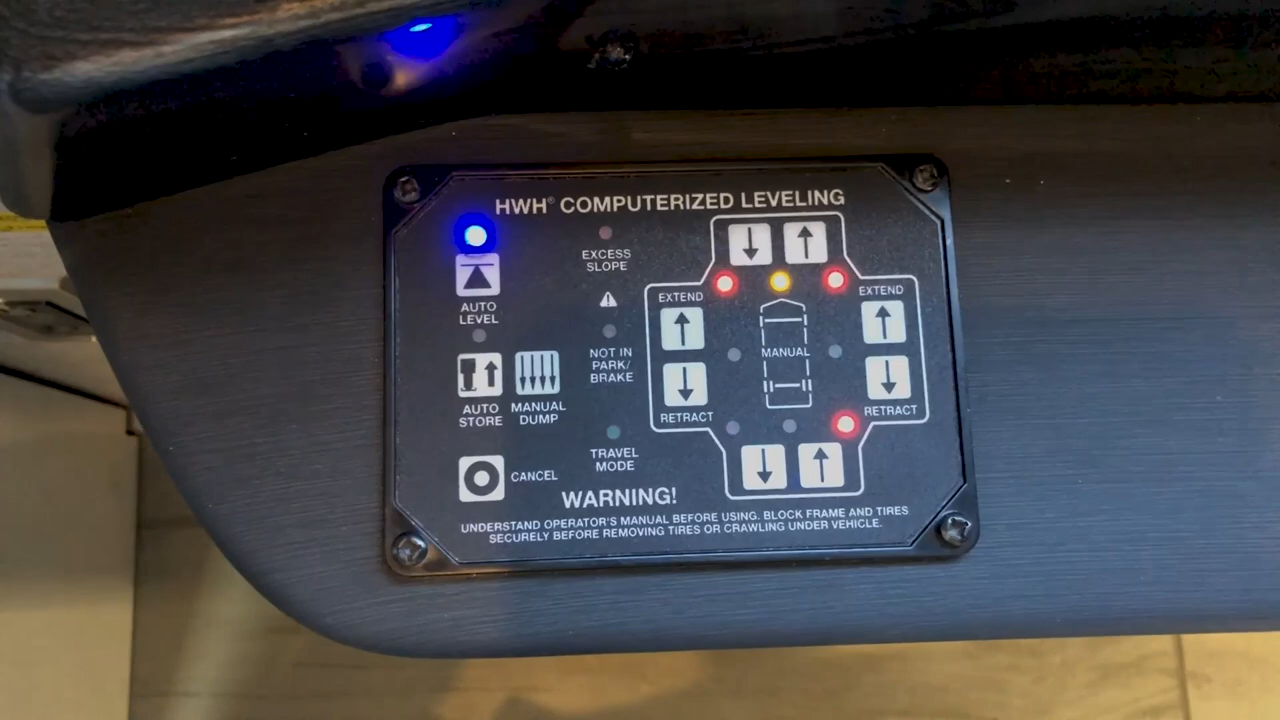 HWH® COMPUTERIZED LEVELING
AUTO
LEVEL
EXCESS
SLOPE
NOT IN
PARK/
BRAKE
AUTO
STORE
MANUAL
DUMP
TRAVEL
MODE
CANCEL
EXTEND
RETRACT
MANUAL
EXTEND
RETRACT
WARNING!
UNDERSTAND OPERATOR'S MANUAL BEFORE USING. BLOCK FRAME AND TIRES
SECURELY BEFORE REMOVING TIRES OR CRAWLING UNDER VEHICLE.